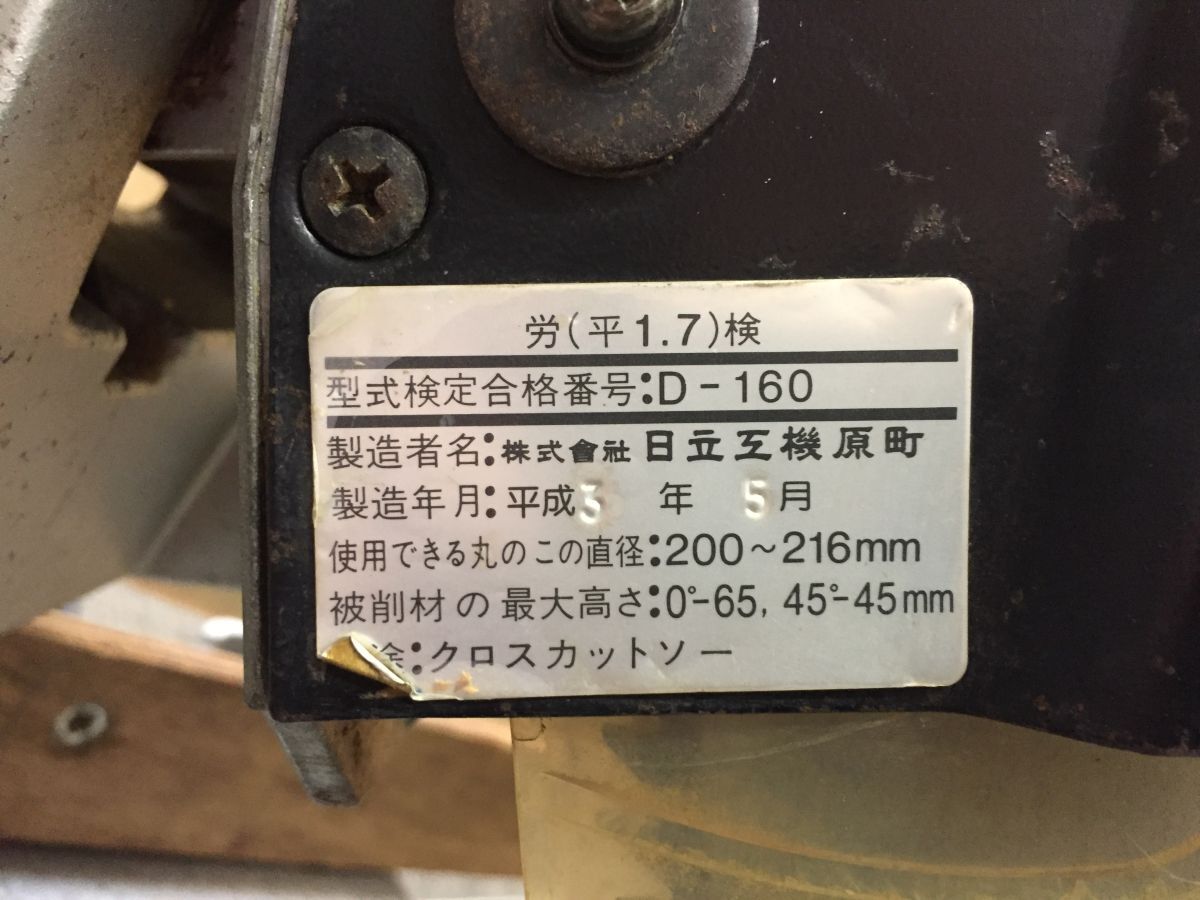 労(平1.7)検
型式検定合格番号:D-160
製造者名:株式會社日立工機原町
製造年月:平成3年5月
使用できる丸のこの直径:200~216mm
被削材の最大高さ:0°-65, 45°-45mm
途:クロスカットソー